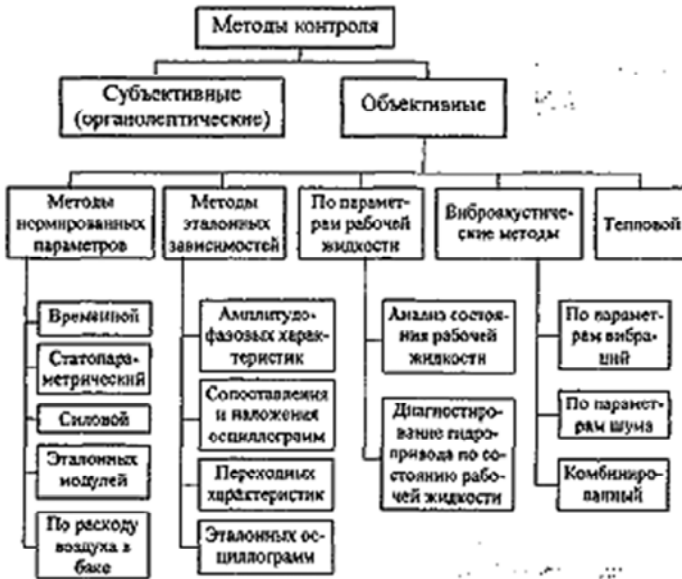 Методы контроля
Субъективные
(органолептические)
Объективные
Методы
нормированных
параметров
Методы
эталонных
зависимостей
По парамет-
рам рабочей
жидкости
Виброакустиче-
ские методы
Тепловой
Временной
Статопара-
метрический
Силовой
Эталонных
модулей
По расходу
воздуха в
баке
Амплитудо-
фазовых харак-
теристик
Сопоставления
и наложения
осциллограмм
Переходных
характеристик
Эталонных ос-
циллограмм
Анализ состоя-
ния рабочей
жидкости
Диагностиро-
вание гидро-
привода по со-
стоянию рабо-
чей жидкости
По парамет-
рам вибра-
ций
По парамет-
рам шума
Комбиниро-
ванный